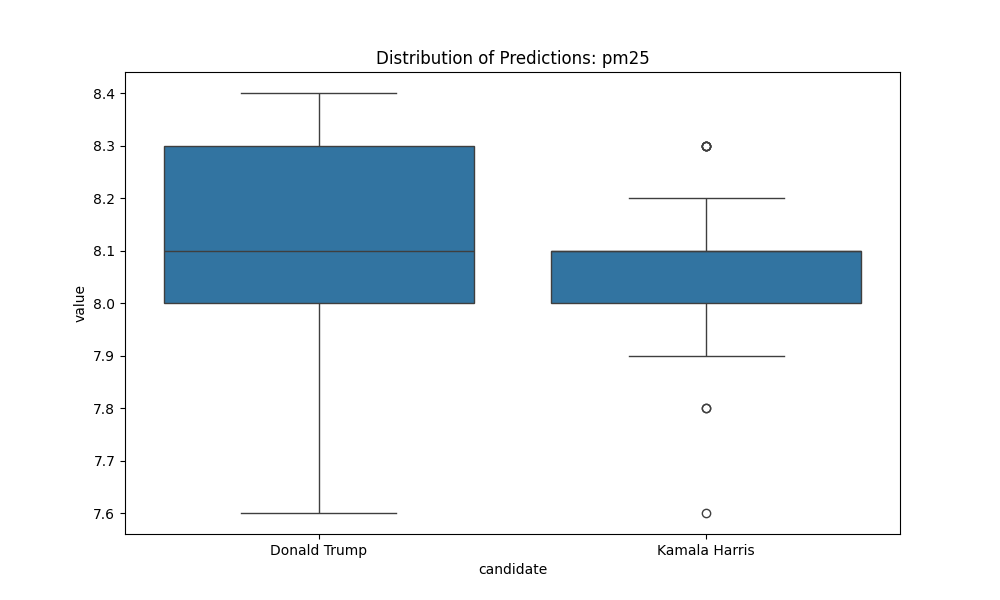 Distribution of Predictions: pm25
value
8.4
8.3
8.2
8.1
8.0
7.9
7.8
7.7
7.6
Donald Trump
Kamala Harris
candidate